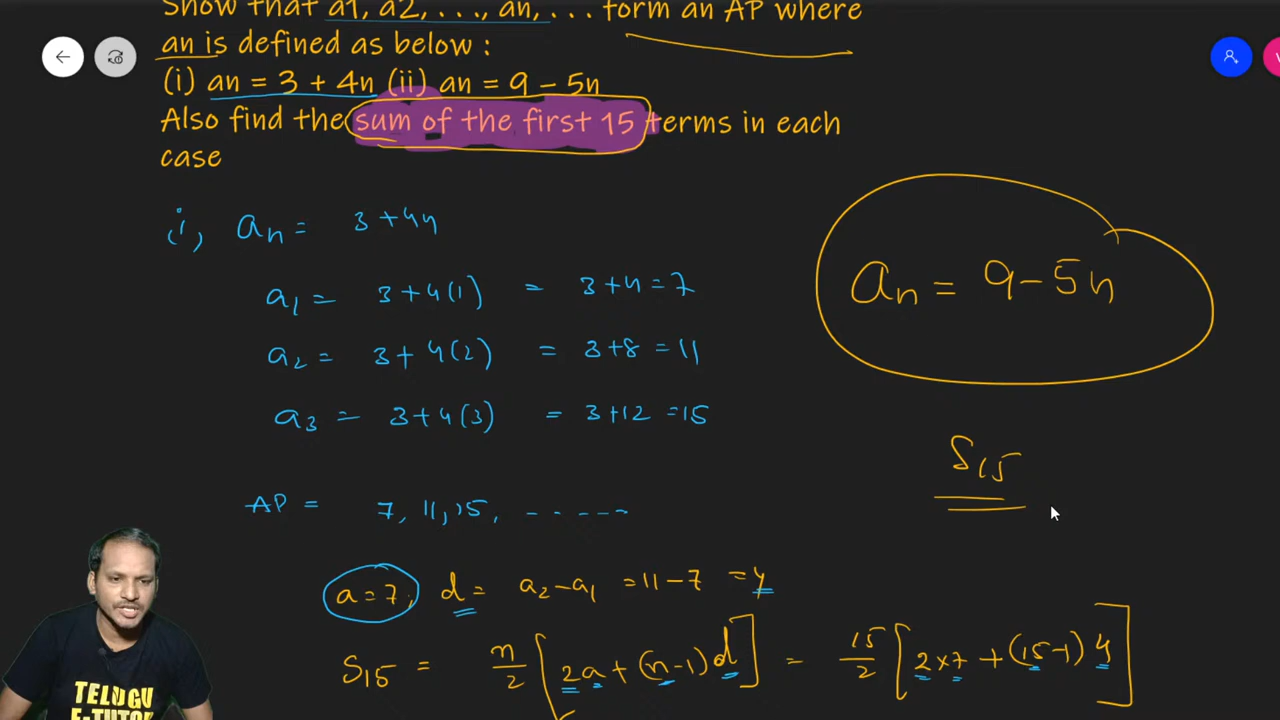 Show that a1, a2, . . ., an, . . . form an AP where
an is defined as below :
(i) an = 3 + 4n (ii) an = 9 – 5n
Also find the sum of the first 15 terms in each
case
i, an = 3+4n
a1 = 3+4(1) = 3+4=7
a2 = 3+4(2) = 3+8 =11
a3 = 3+4(3) = 3+12 =15
an = 9-5n
S15
AP = 7, 11, 15, ------
a=7, d= a2-a1 =11-7 =4
S15 = n/2 [2a+(n-1)d] = 15/2 [2×7+(15-1)4]
TELUGU
E-TUTOR